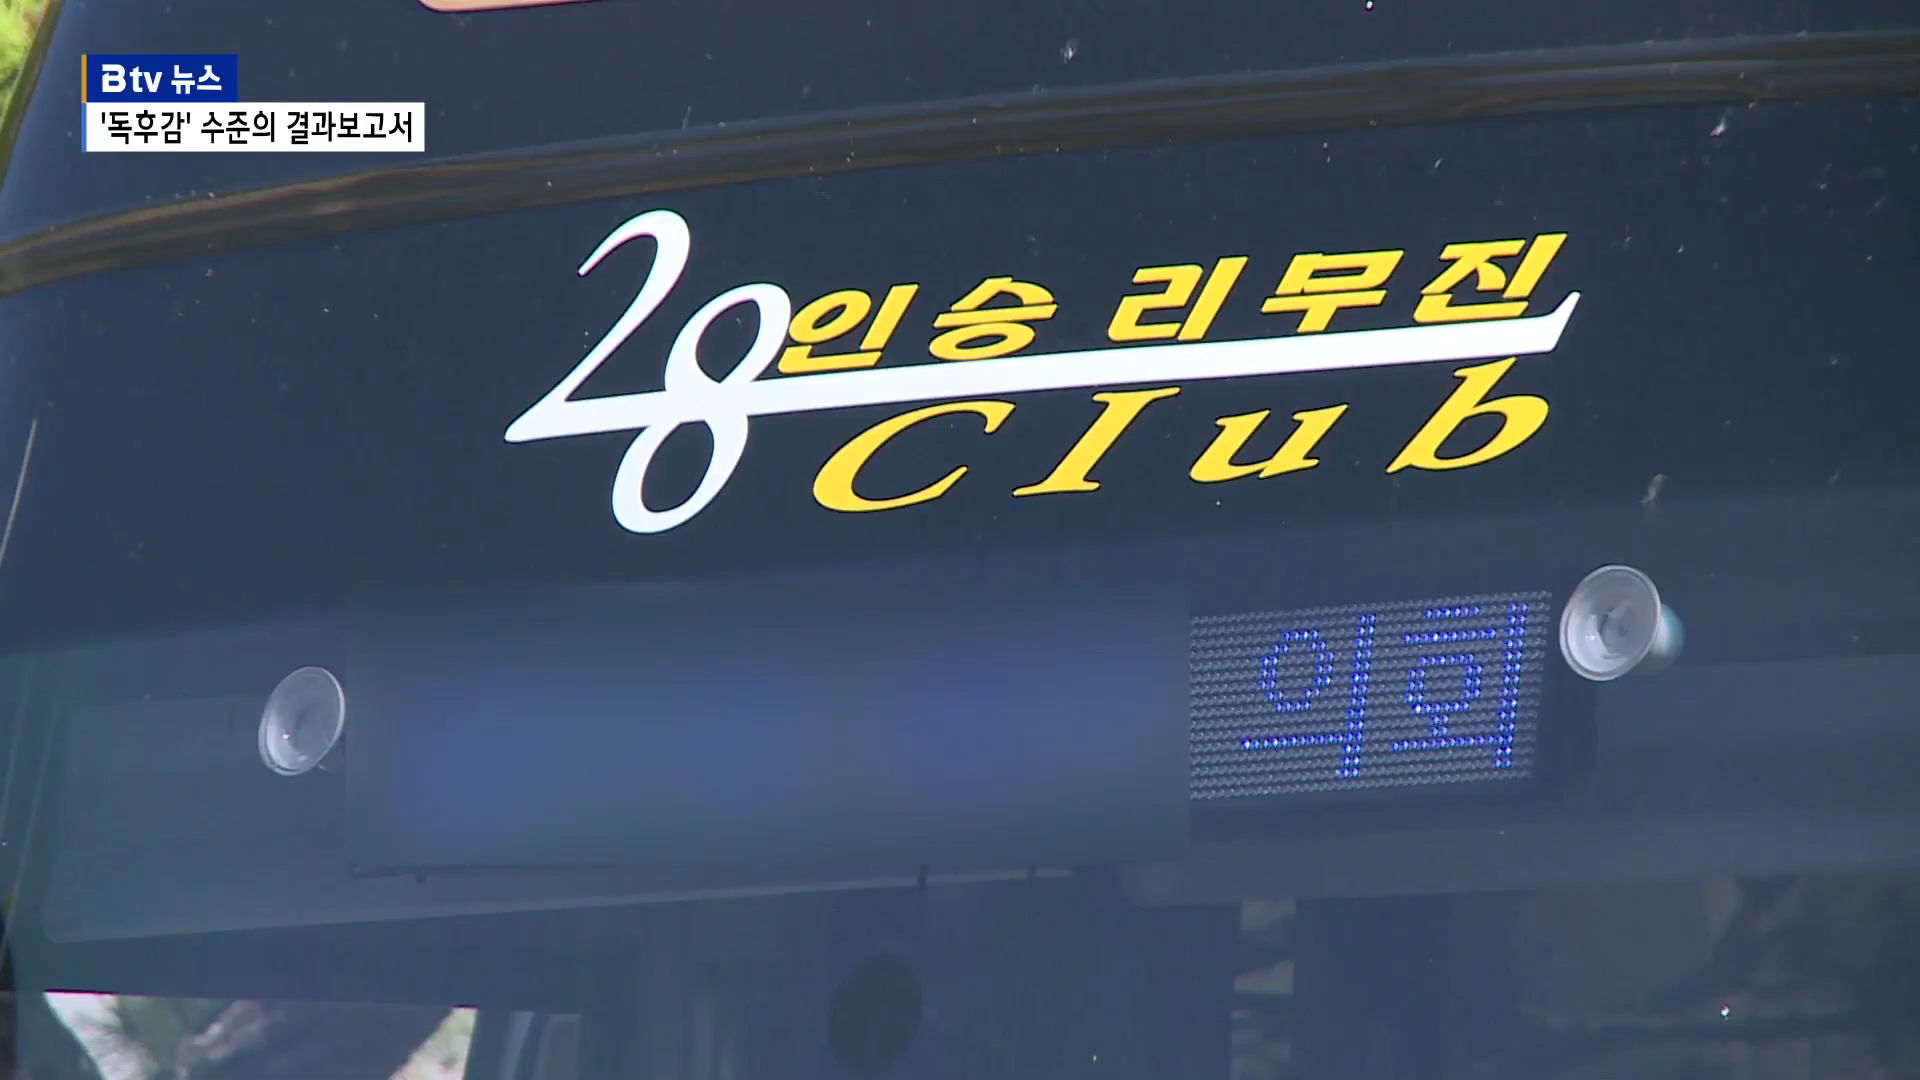 B tv 뉴스
'독후감' 수준의 결과보고서
28인승 리무진
Club
의회